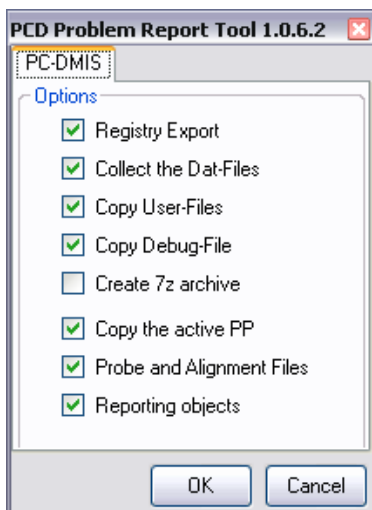 PCD Problem Report Tool 1.0.6.2
PC-DMIS
Options
Registry Export
Collect the Dat-Files
Copy User-Files
Copy Debug-File
Create 7z archive
Copy the active PP
Probe and Alignment Files
Reporting objects
OK Cancel